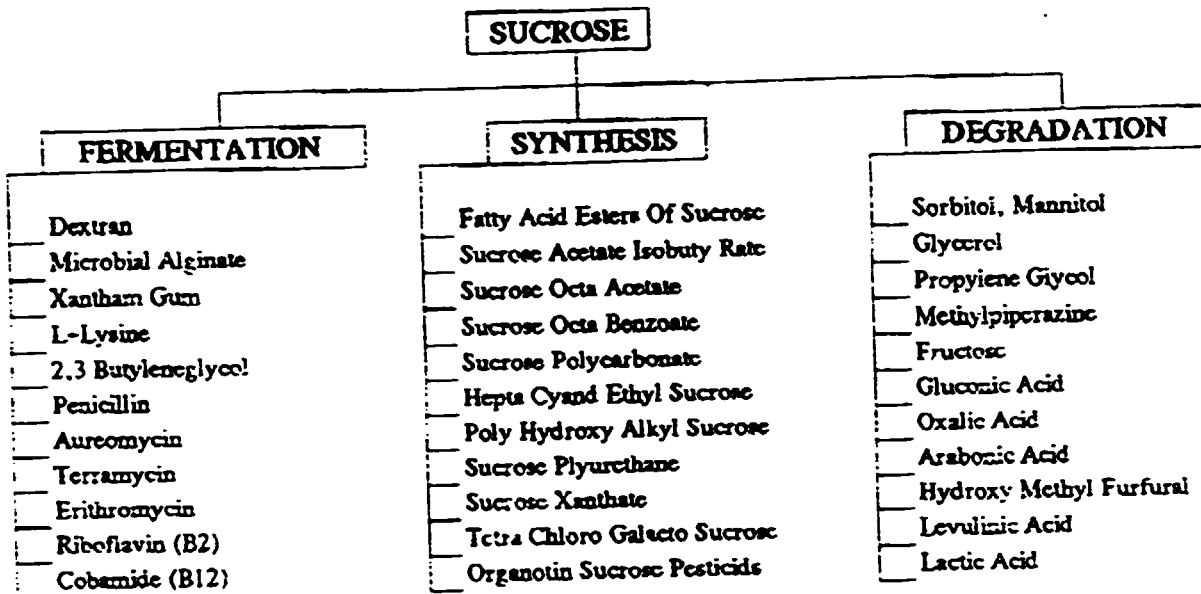 SUCROSE
FERMENTATION
Dextran
Microbial Alginate
Xantham Gum
L-Lysine
2,3 Butyleneglycol
Penicillin
Aureomycin
Terramycin
Erithromycin
Riboflavin (B2)
Cobamide (B12)
SYNTHESIS
Fatty Acid Esters Of Sucrose
Sucrose Acetate Isobuty Rate
Sucrose Octa Acetate
Sucrose Octa Benzoate
Sucrose Polycarbonate
Hepta Cyand Ethyl Sucrose
Poly Hydroxy Alkyl Sucrose
Sucrose Plyurethane
Sucrose Xanthate
Tetra Chloro Galacto Sucrose
Organotin Sucrose Pesticids
DEGRADATION
Sorbitol, Mannitol
Glycerol
Propylene Glycol
Methylpiperazine
Fructose
Gluconic Acid
Oxalic Acid
Arabonic Acid
Hydroxy Methyl Furfural
Levulinic Acid
Lactic Acid